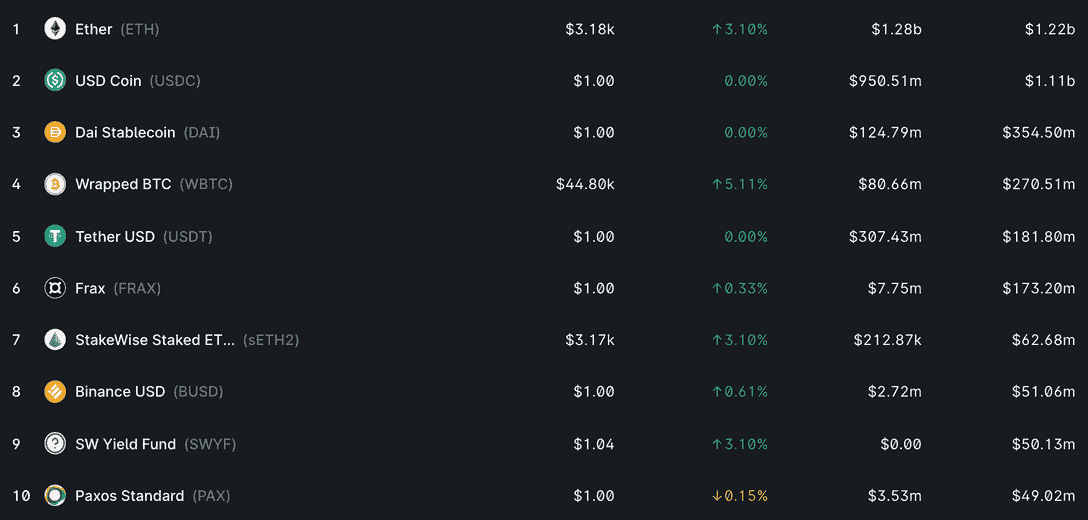 1 Ether (ETH) $3.18k ↑3.10% $1.28b $1.22b
2 USD Coin (USDC) $1.00 0.00% $950.51m $1.11b
3 Dai Stablecoin (DAI) $1.00 0.00% $124.79m $354.50m
4 Wrapped BTC (WBTC) $44.80k ↑5.11% $80.66m $270.51m
5 Tether USD (USDT) $1.00 0.00% $307.43m $181.80m
6 Frax (FRAX) $1.00 ↑0.33% $7.75m $173.20m
7 StakeWise Staked ET... (sETH2) $3.17k ↑3.10% $212.87k $62.68m
8 Binance USD (BUSD) $1.00 ↑0.61% $2.72m $51.06m
9 SW Yield Fund (SWYF) $1.04 ↑3.10% $0.00 $50.13m
10 Paxos Standard (PAX) $1.00 ↓0.15% $3.53m $49.02m